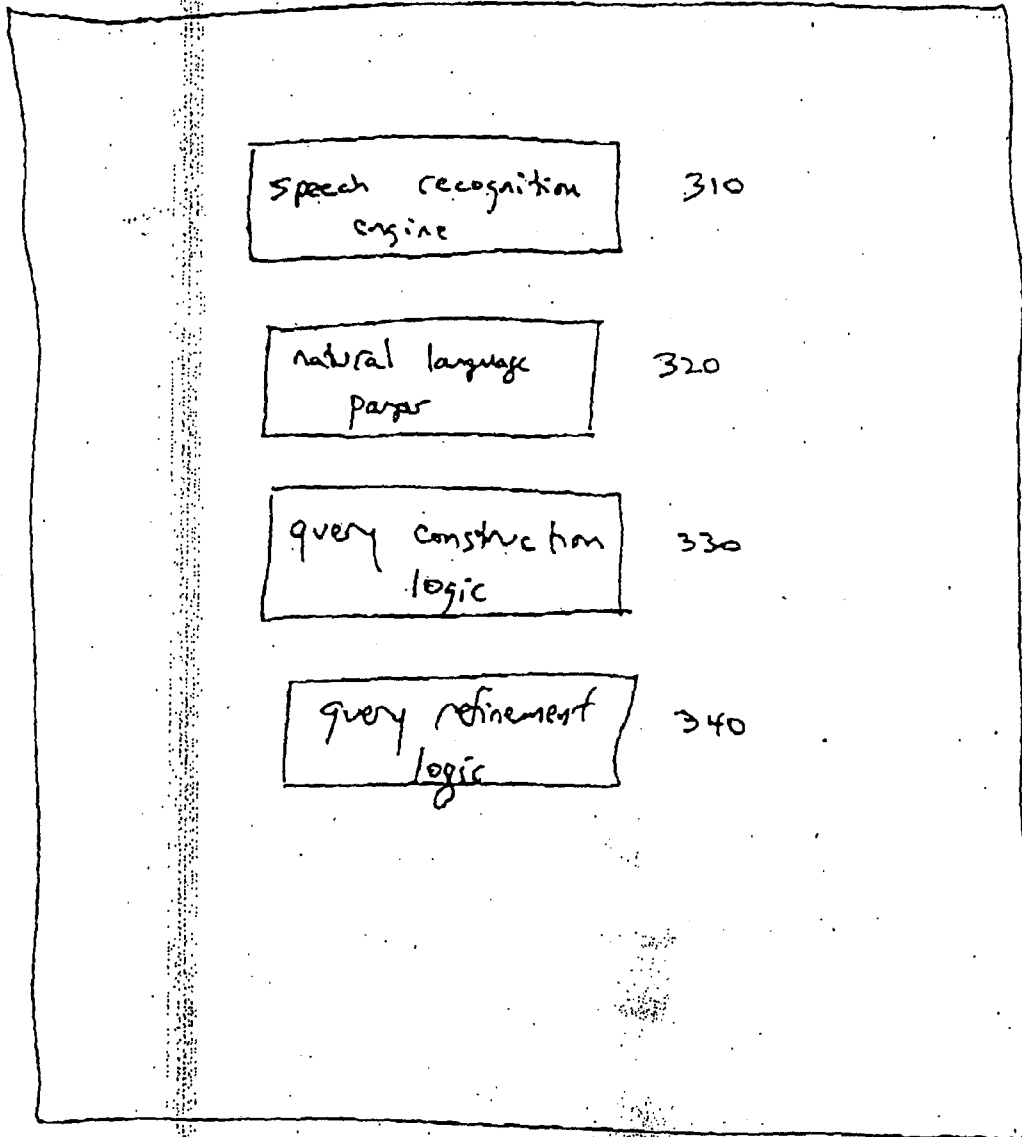 speech recognition 310
engine
natural language 320
parser
query construction 330
logic
query refinement 340
logic